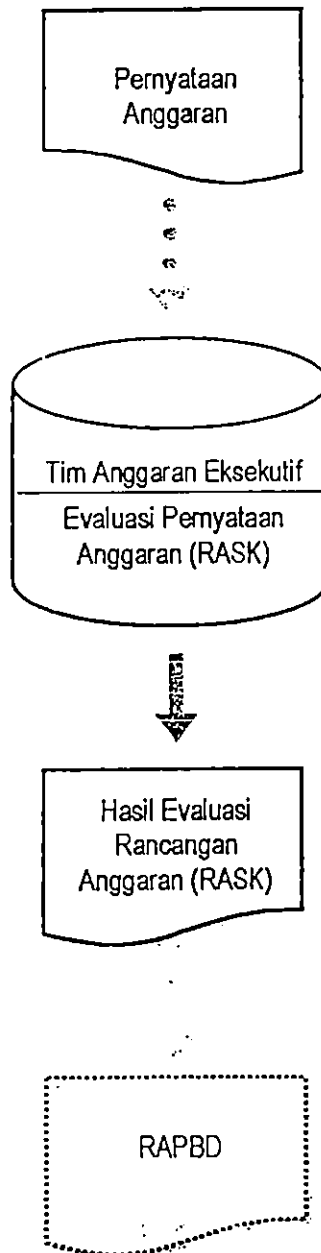 Pernyataan
Anggaran
Tim Anggaran Eksekutif
Evaluasi Pernyataan
Anggaran (RASK)
Hasil Evaluasi
Rancangan
Anggaran (RASK)
RAPBD